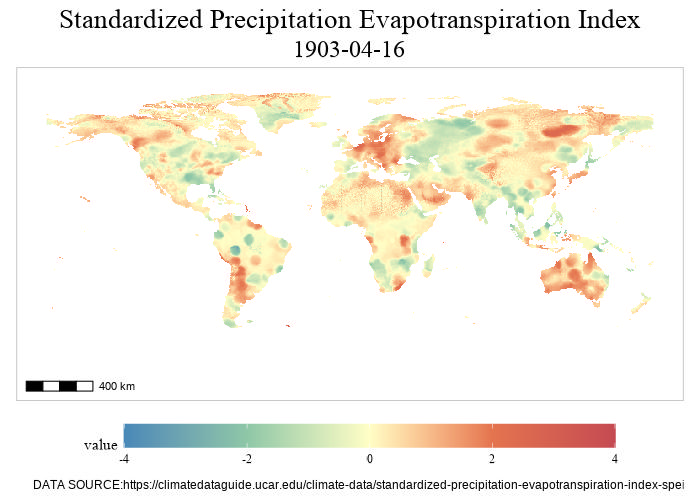 Standardized Precipitation Evapotranspiration Index
1903-04-16
400 km
value
-4 -2 0 2 4
DATA SOURCE:https://climatedataguide.ucar.edu/climate-data/standardized-precipitation-evapotranspiration-index-spei